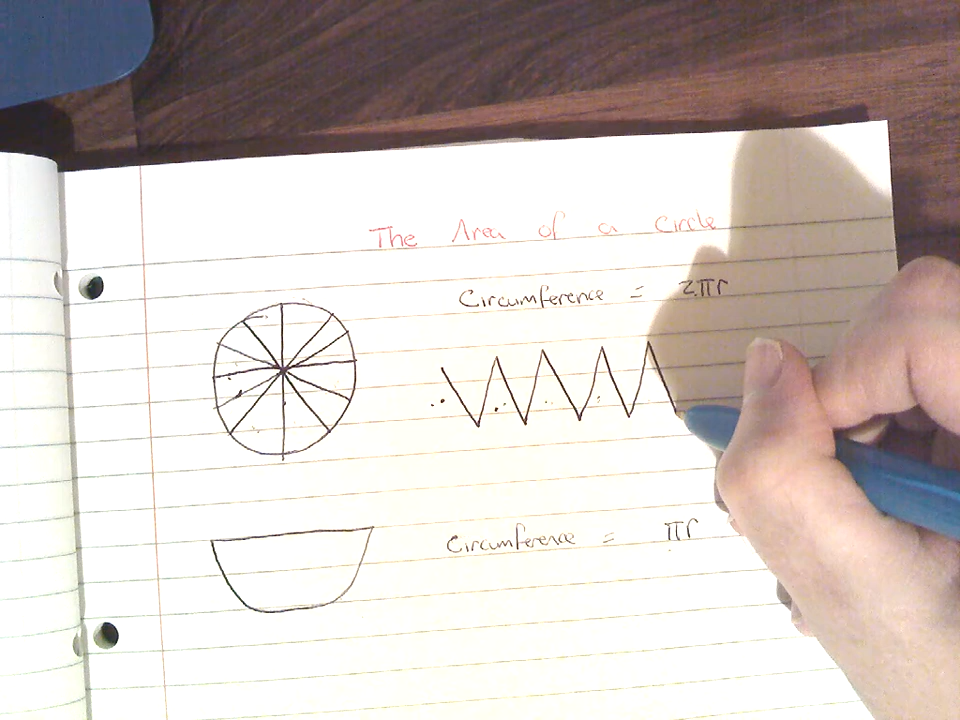 The Area of a Circle
Circumference = 2πr
Circumference = πr